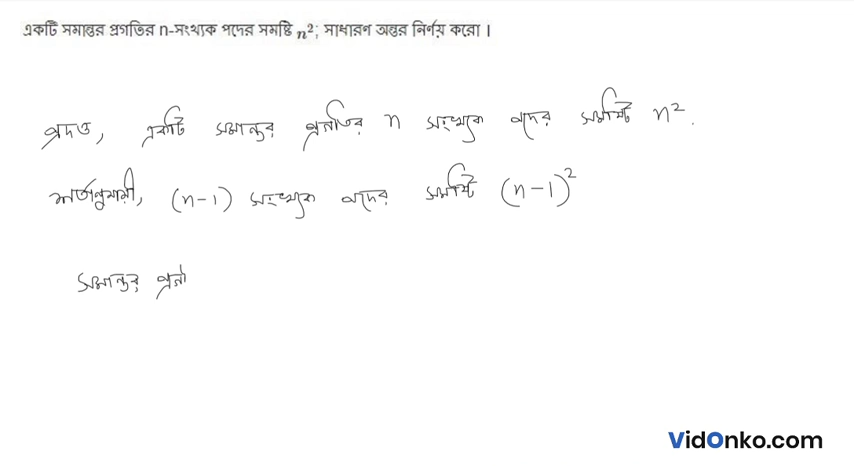 একটি সমান্তর প্রগতির n-সংখ্যক পদের সমষ্টি n²; সাধারণ অন্তর নির্ণয় করো ।
প্রদত্ত, একটি সমান্তর প্রগতির n সংখ্যক পদের সমষ্টি n².
শর্তানুযায়ী, (n-1) সংখ্যক পদের সমষ্টি (n-1)²
সমান্তর প্রগ
VidOnko.com